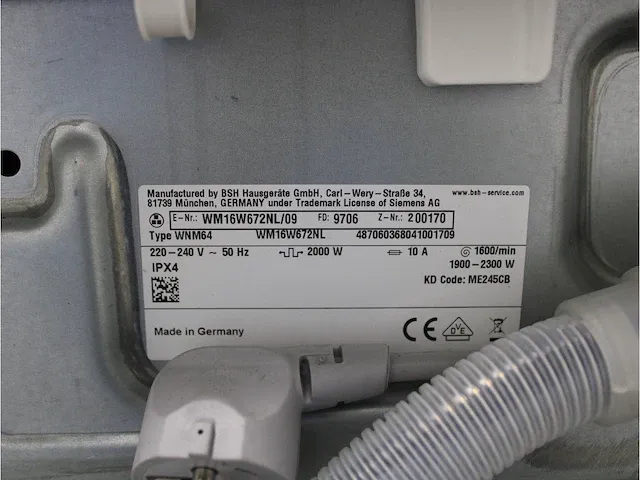 Manufactured by BSH Hausgeräte GmbH, Carl-Wery-Straße 34, www.bsh-service.com
81739 München, GERMANY under Trademark License of Siemens AG
E-Nr.: WM16W672NL/09 FD: 9706 Z-Nr.: 200170
Type WNM64 WM16W672NL 487060368041001709
220-240 V ~ 50 Hz 2000 W 10 A 1600/min
IPX4 1900-2300 W
KD Code: ME245CB
Made in Germany CE DVE